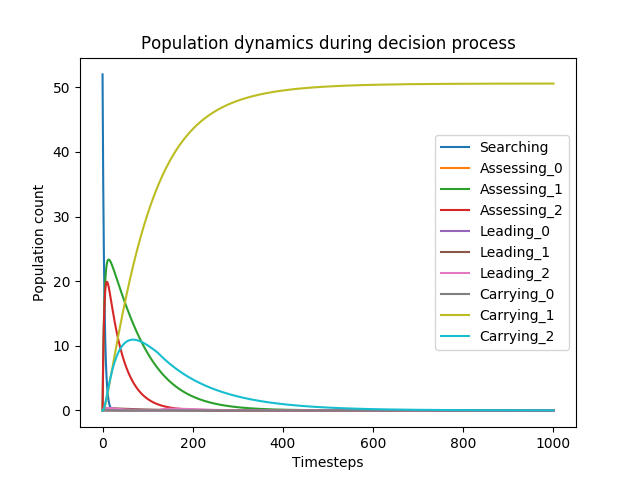 Population dynamics during decision process
Population count
50
40
30
20
10
0
Searching
Assessing_0
Assessing_1
Assessing_2
Leading_0
Leading_1
Leading_2
Carrying_0
Carrying_1
Carrying_2
0 200 400 600 800 1000
Timesteps